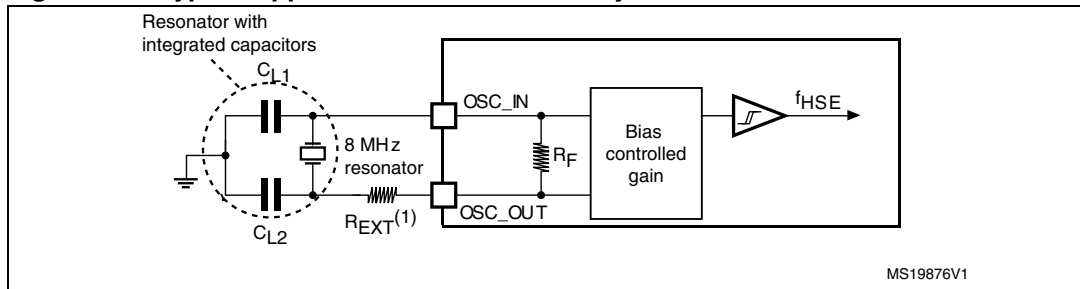 Resonator with
integrated capacitors
CL1
OSC_IN
fHSE
8 MHz
resonator
RF
Bias
controlled
gain
REXT(1)
OSC_OUT
CL2
MS19876V1